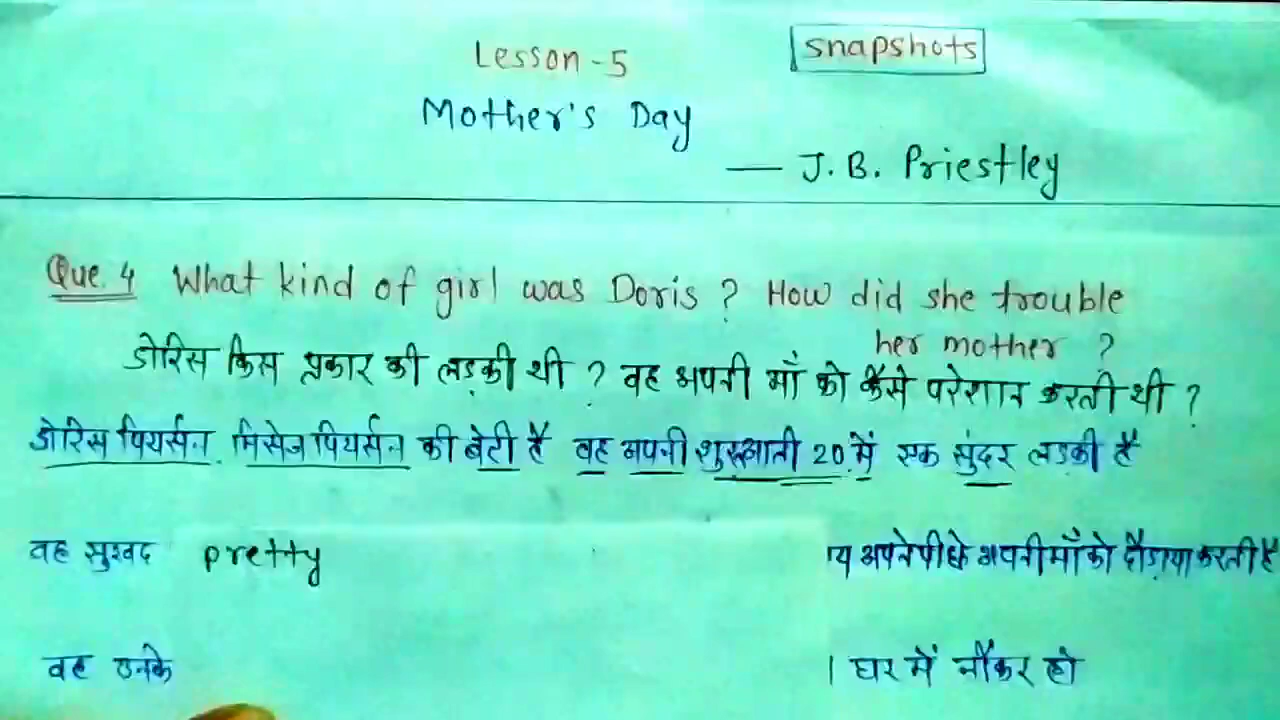 Lesson-5
snapshots
Mother's Day
— J.B. Priestley
Que. 4 What kind of girl was Doris? How did she trouble
her mother ?
डोरिस किस प्रकार की लड़की थी ? वह अपनी माँ को कैसे परेशान करती थी ?
डोरिस पियर्सन मिसेज पियर्सन की बेटी है वह अपनी शुरुआती 20 में एक सुंदर लड़की है
वह सुखद pretty य अपने पीछे अपनी माँ को दौड़ाया करती है
वह उनके । घर में नौकर हो